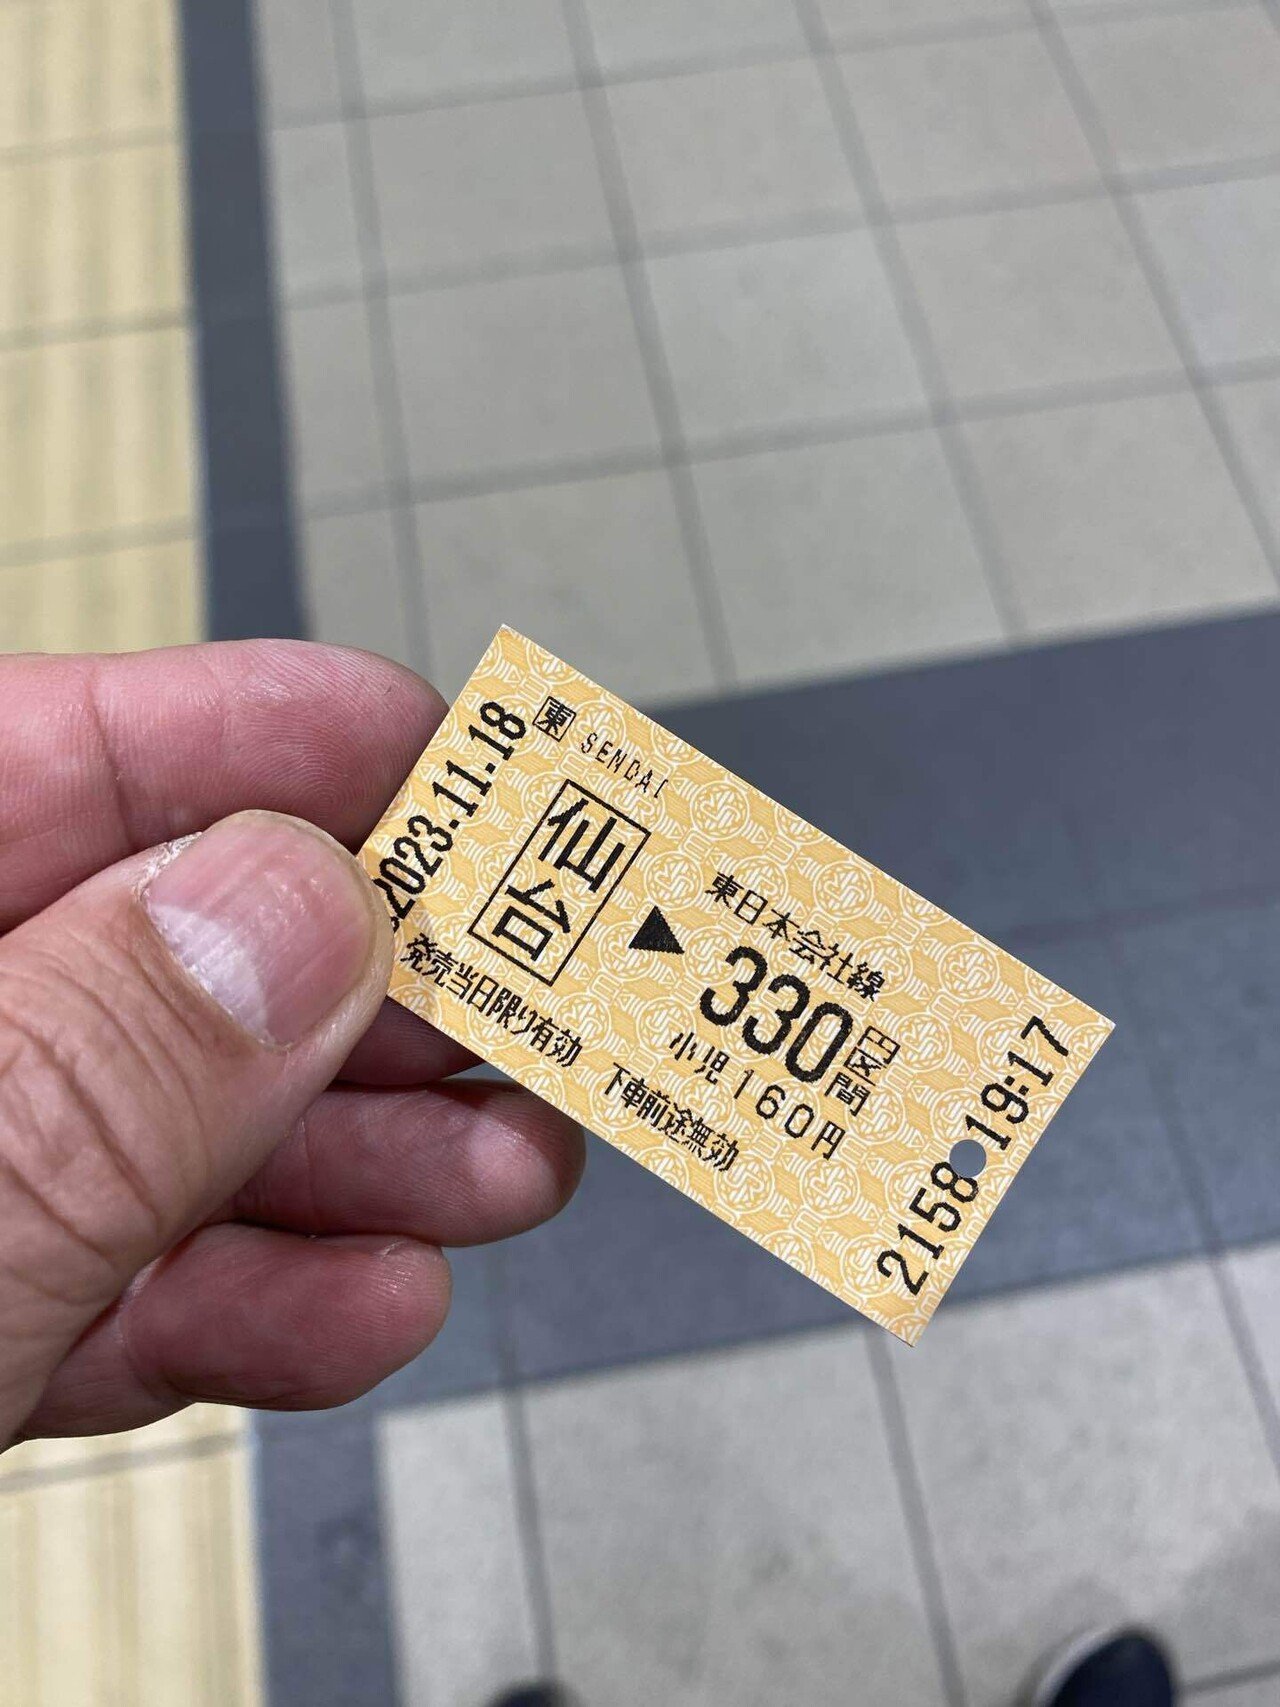 2023.11.18
東 SENDAI
仙台
▶
東日本会社線
330円区間
小児 160円
発売当日限り有効 下車前途無効
2158 19:17